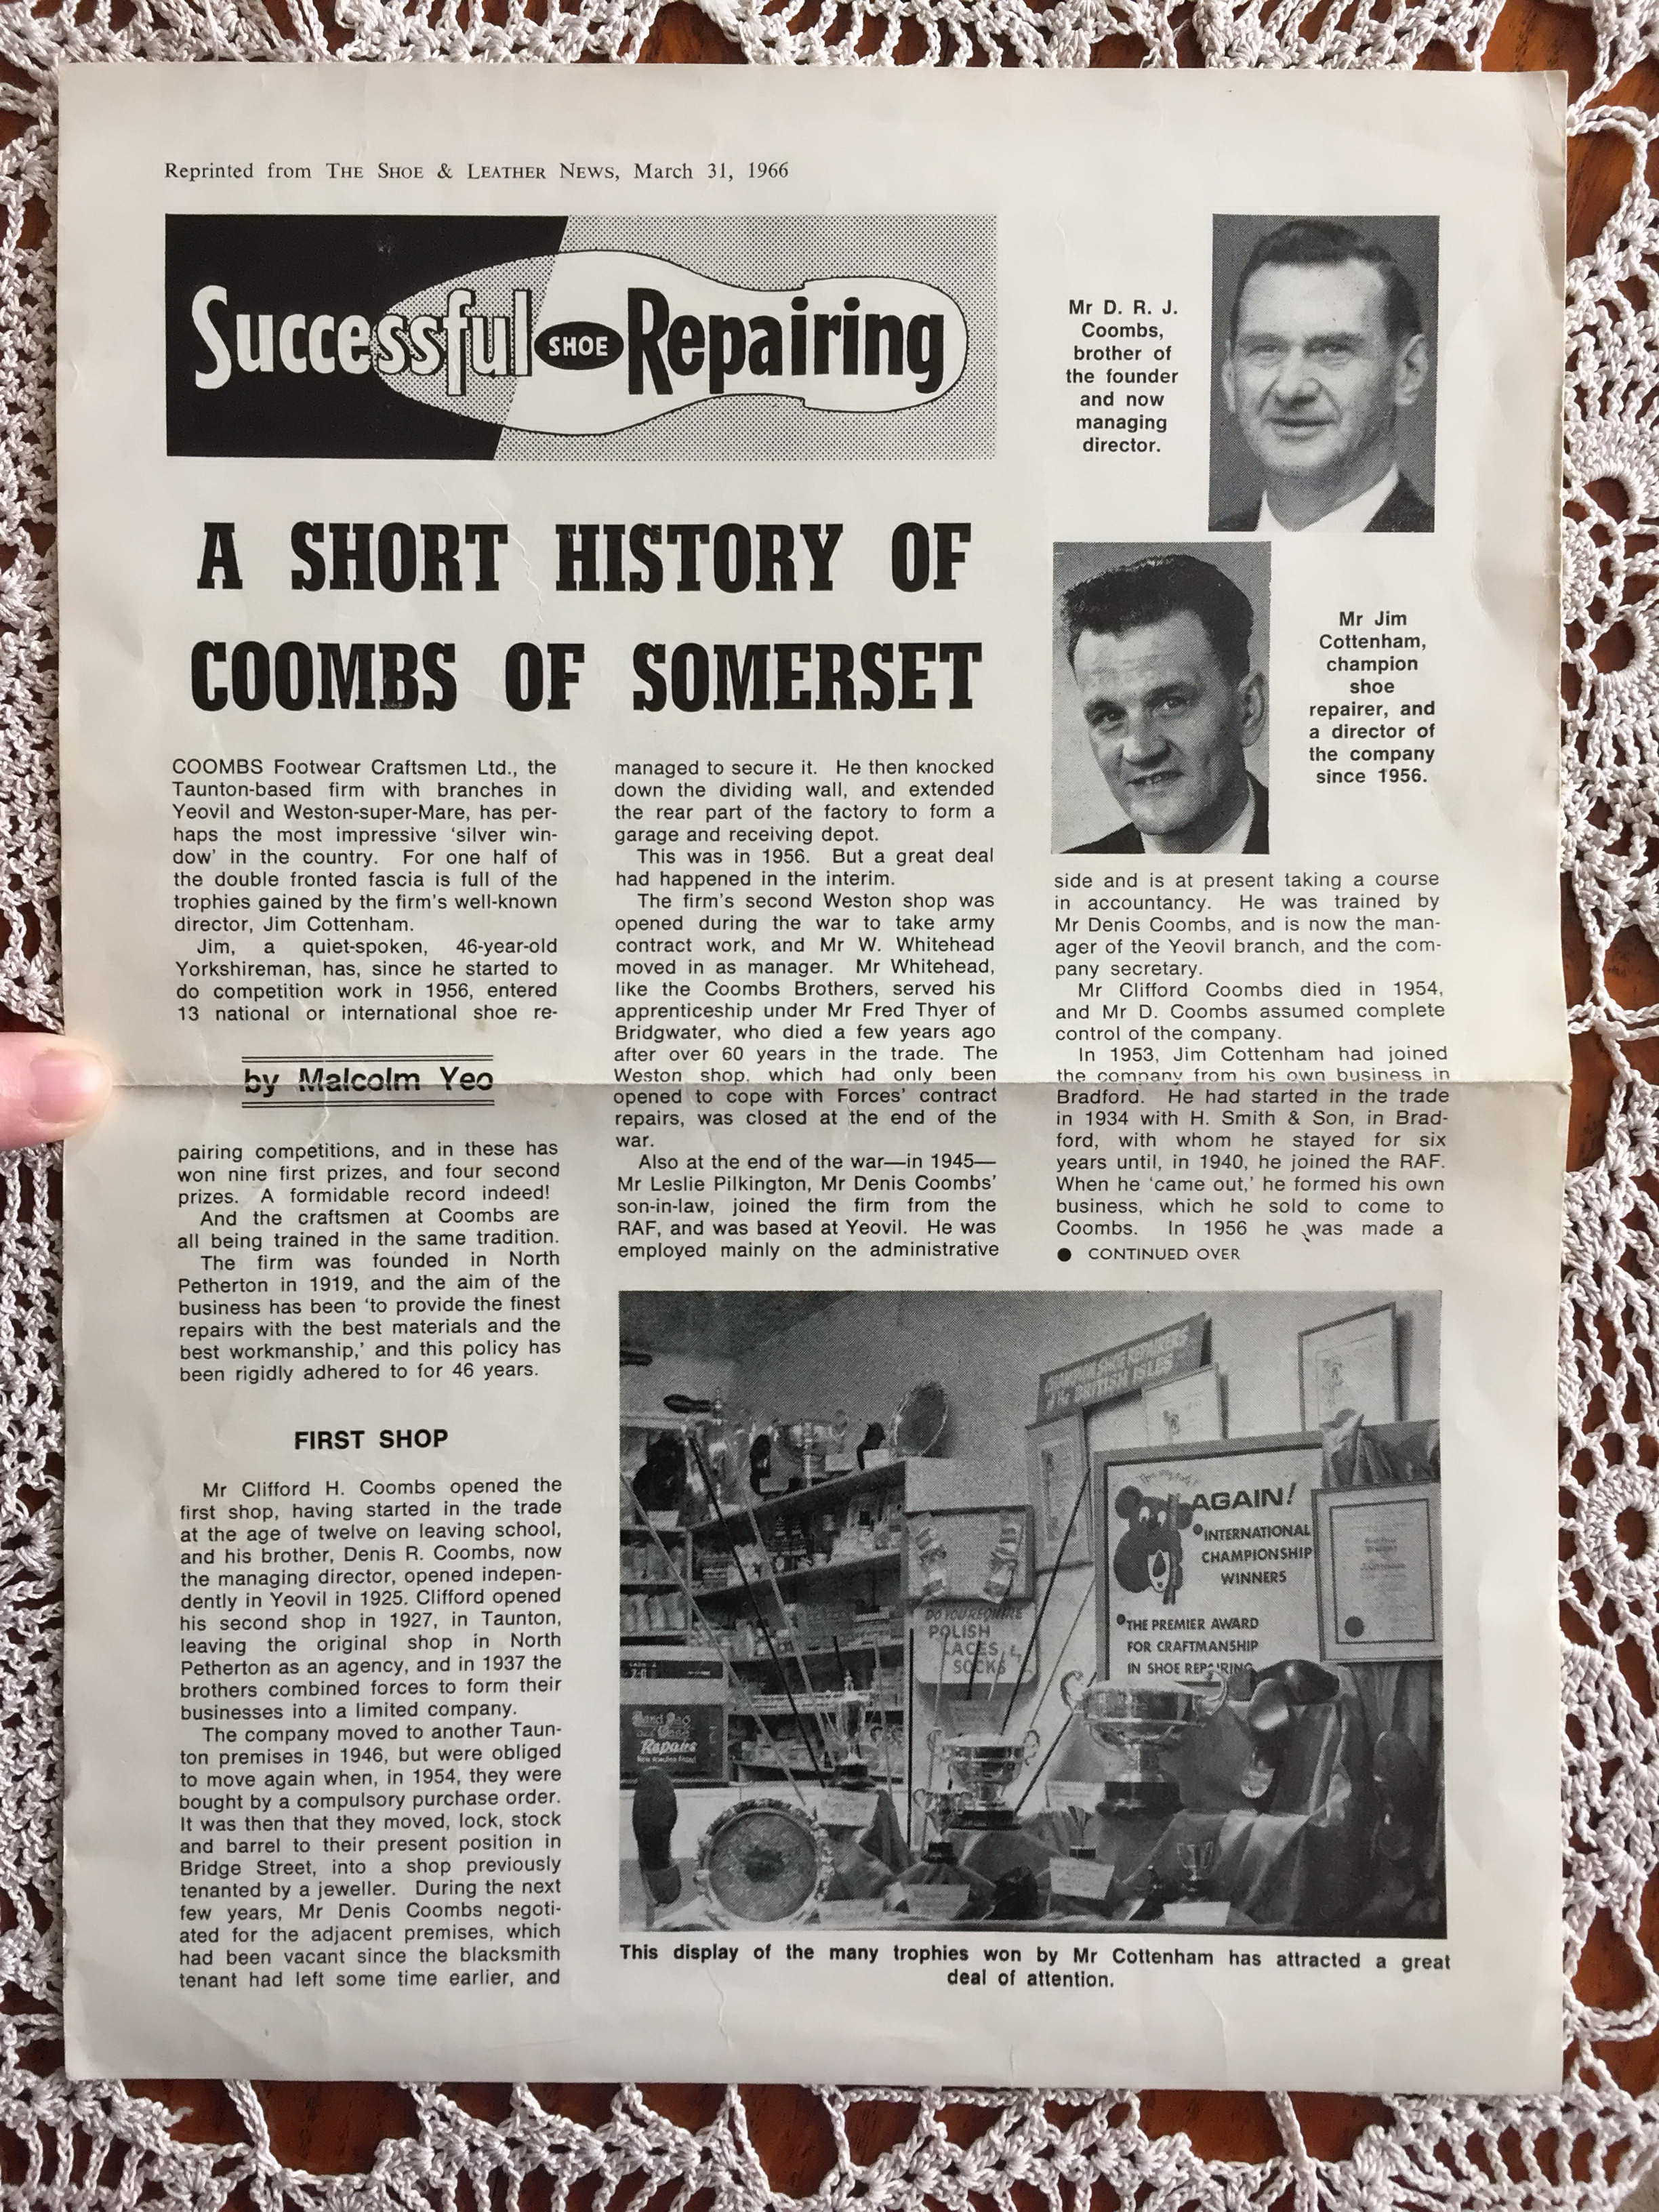 Reprinted from THE SHOE & LEATHER NEWS, March 31, 1966
Successful SHOE Repairing
A SHORT HISTORY OF
COOMBS OF SOMERSET
Mr D. R. J.
Coombs,
brother of
the founder
and now
managing
director.
Mr Jim
Cottenham,
champion
shoe
repairer, and
a director of
the company
since 1956.
COOMBS Footwear Craftsmen Ltd., the
Taunton-based firm with branches in
Yeovil and Weston-super-Mare, has per-
haps the most impressive ‘silver win-
dow’ in the country. For one half of
the double fronted fascia is full of the
trophies gained by the firm's well-known
director, Jim Cottenham.
Jim, a quiet-spoken, 46-year-old
Yorkshireman, has, since he started to
do competition work in 1956, entered
13 national or international shoe re-
by Malcolm Yeo
pairing competitions, and in these has
won nine first prizes, and four second
prizes. A formidable record indeed!
And the craftsmen at Coombs are
all being trained in the same tradition.
The firm was founded in North
Petherton in 1919, and the aim of the
business has been ‘to provide the finest
repairs with the best materials and the
best workmanship,’ and this policy has
been rigidly adhered to for 46 years.
FIRST SHOP
Mr Clifford H. Coombs opened the
first shop, having started in the trade
at the age of twelve on leaving school,
and his brother, Denis R. Coombs, now
the managing director, opened indepen-
dently in Yeovil in 1925. Clifford opened
his second shop in 1927, in Taunton,
leaving the original shop in North
Petherton as an agency, and in 1937 the
brothers combined forces to form their
businesses into a limited company.
The company moved to another Taun-
ton premises in 1946, but were obliged
to move again when, in 1954, they were
bought by a compulsory purchase order.
It was then that they moved, lock, stock
and barrel to their present position in
Bridge Street, into a shop previously
tenanted by a jeweller. During the next
few years, Mr Denis Coombs negoti-
ated for the adjacent premises, which
had been vacant since the blacksmith
tenant had left some time earlier, and
managed to secure it. He then knocked
down the dividing wall, and extended
the rear part of the factory to form a
garage and receiving depot.
This was in 1956. But a great deal
had happened in the interim.
The firm's second Weston shop was
opened during the war to take army
contract work, and Mr W. Whitehead
moved in as manager. Mr Whitehead,
like the Coombs Brothers, served his
apprenticeship under Mr Fred Thyer of
Bridgwater, who died a few years ago
after over 60 years in the trade. The
Weston shop, which had only been
opened to cope with Forces' contract
repairs, was closed at the end of the
war.
Also at the end of the war—in 1945—
Mr Leslie Pilkington, Mr Denis Coombs'
son-in-law, joined the firm from the
RAF, and was based at Yeovil. He was
employed mainly on the administrative
side and is at present taking a course
in accountancy. He was trained by
Mr Denis Coombs, and is now the man-
ager of the Yeovil branch, and the com-
pany secretary.
Mr Clifford Coombs died in 1954,
and Mr D. Coombs assumed complete
control of the company.
In 1953, Jim Cottenham had joined
the company from his own business in
Bradford. He had started in the trade
in 1934 with H. Smith & Son, in Brad-
ford, with whom he stayed for six
years until, in 1940, he joined the RAF.
When he ‘came out,’ he formed his own
business, which he sold to come to
Coombs. In 1956 he was made a
● CONTINUED OVER
CHAMPION SHOE REPAIRERS
of the BRITISH ISLES
AGAIN!
INTERNATIONAL
CHAMPIONSHIP
WINNERS
THE PREMIER AWARD
FOR CRAFTMANSHIP
IN SHOE REPAIRING
DO YOU REQUIRE
POLISH
LACES
SOCKS
Repairs
This display of the many trophies won by Mr Cottenham has attracted a great
deal of attention.